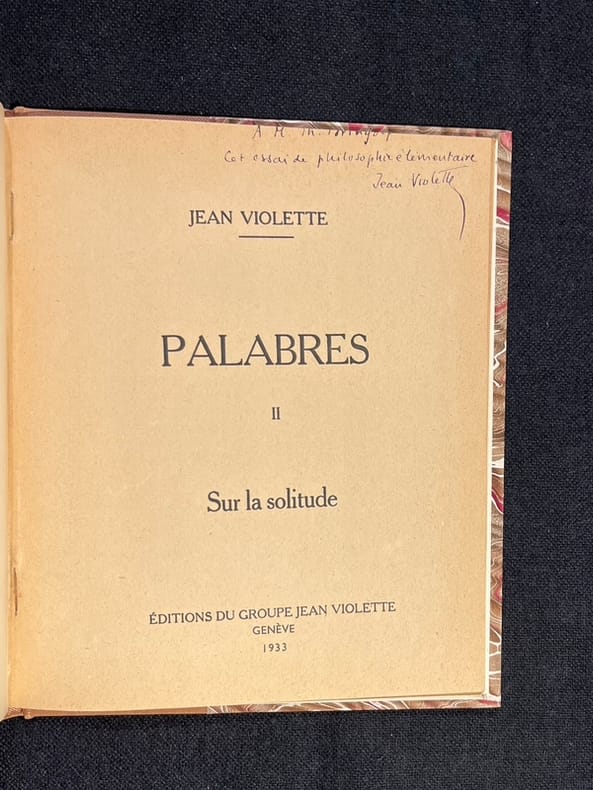 A M. M.
Cet essai de philosophie élémentaire
Jean Violette
JEAN VIOLETTE
PALABRES
II
Sur la solitude
ÉDITIONS DU GROUPE JEAN VIOLETTE
GENÈVE
1933